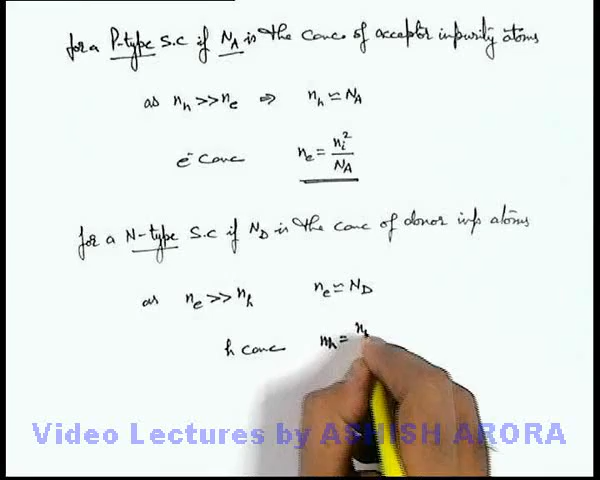 for a P-type S.C if N_A is the conc. of acceptor impurity atoms
as n_h >> n_e ⇒ n_h ≃ N_A
e⁻ conc n_e = n_i² / N_A
for a N-type S.C if N_D is the conc of donor imp atoms
as n_e >> n_h n_e ≃ N_D
h conc n_h = n
Video Lectures by ASHISH ARORA